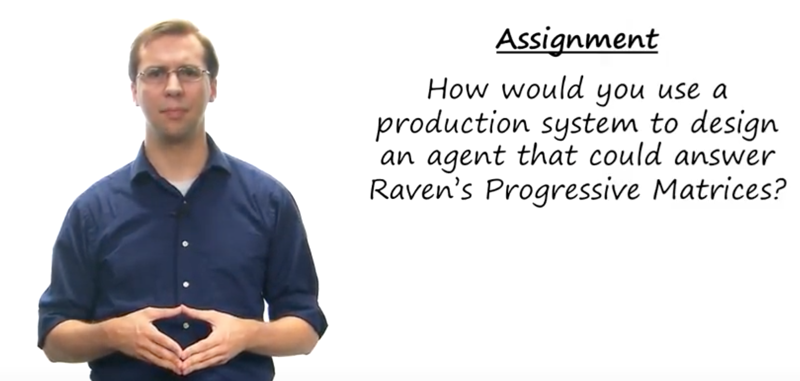 Assignment
How would you use a
production system to design
an agent that could answer
Raven's Progressive Matrices?